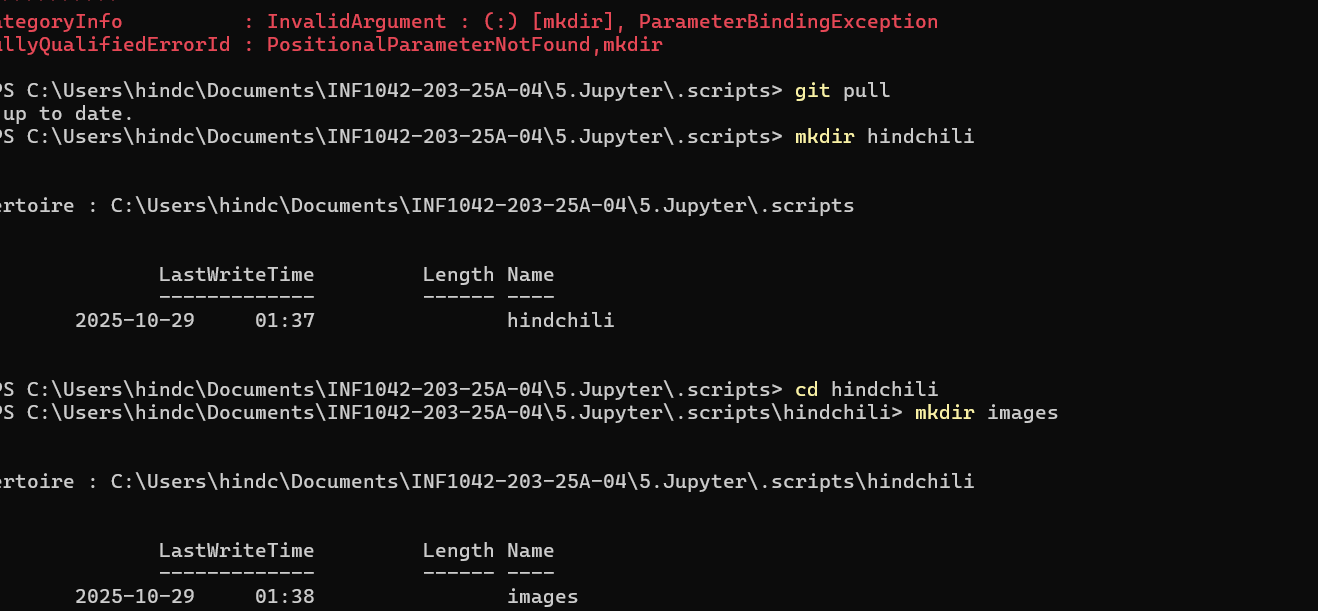 ategoryInfo          : InvalidArgument : (:) [mkdir], ParameterBindingException
llyQualifiedErrorId : PositionalParameterNotFound,mkdir
PS C:\Users\hindc\Documents\INF1042-203-25A-04\5.Jupyter\.scripts> git pull
up to date.
PS C:\Users\hindc\Documents\INF1042-203-25A-04\5.Jupyter\.scripts> mkdir hindchili
ertoire : C:\Users\hindc\Documents\INF1042-203-25A-04\5.Jupyter\.scripts
LastWriteTime         Length Name
-------------         ------ ----
2025-10-29     01:37                hindchili
PS C:\Users\hindc\Documents\INF1042-203-25A-04\5.Jupyter\.scripts> cd hindchili
PS C:\Users\hindc\Documents\INF1042-203-25A-04\5.Jupyter\.scripts\hindchili> mkdir images
ertoire : C:\Users\hindc\Documents\INF1042-203-25A-04\5.Jupyter\.scripts\hindchili
LastWriteTime         Length Name
-------------         ------ ----
2025-10-29     01:38                images